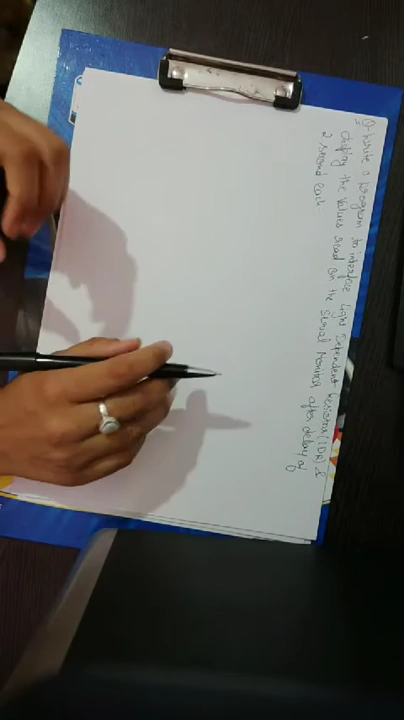 Q- Write a program to interface Light Dependent Resistor (LDR) &
display the values read on the Serial Monitor after delay of
2 second each